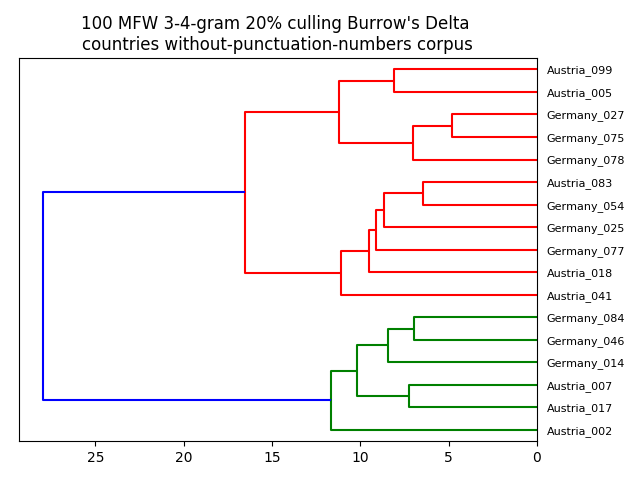 100 MFW 3-4-gram 20% culling Burrow's Delta
countries without-punctuation-numbers corpus
Austria_099
Austria_005
Germany_027
Germany_075
Germany_078
Austria_083
Germany_054
Germany_025
Germany_077
Austria_018
Austria_041
Germany_084
Germany_046
Germany_014
Austria_007
Austria_017
Austria_002
25 20 15 10 5 0